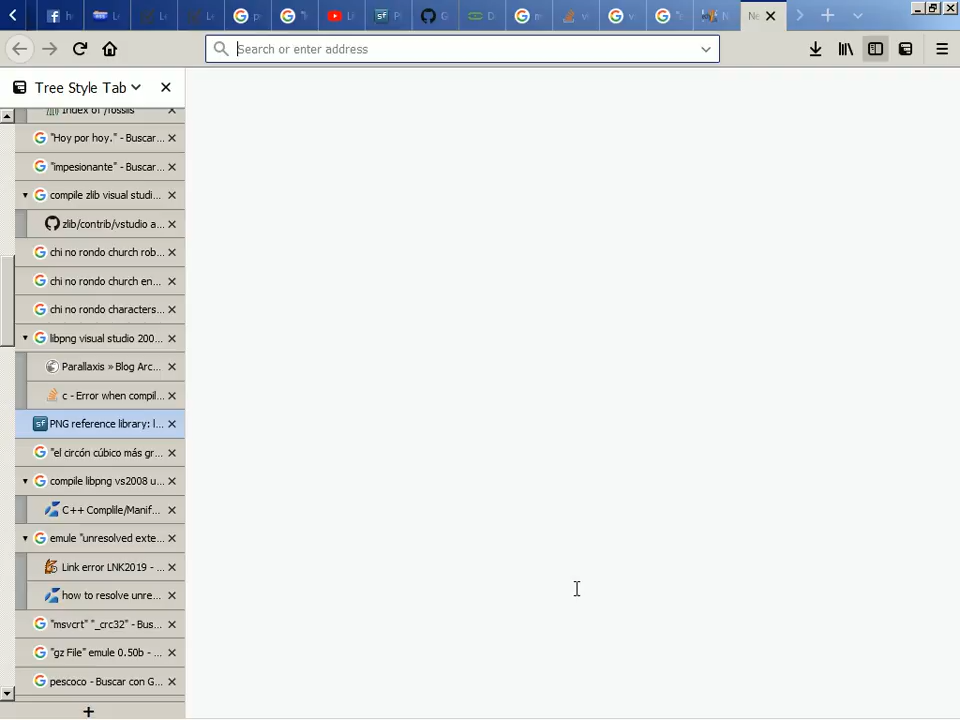 Search or enter address
Ne
Tree Style Tab
Index of /fossils
"Hoy por hoy." - Buscar...
"impesionante" - Buscar...
compile zlib visual studi...
zlib/contrib/vstudio a...
chi no rondo church rob...
chi no rondo church en...
chi no rondo characters...
libpng visual studio 200...
Parallaxis » Blog Arc...
c - Error when compil...
PNG reference library: l...
"el circón cúbico más gr...
compile libpng vs2008 u...
C++ Complile/Manif...
emule "unresolved exte...
Link error LNK2019 - ...
how to resolve unre...
"msvcrt" "_crc32" - Bus...
"gz File" emule 0.50b - ...
pescoco - Buscar con G...